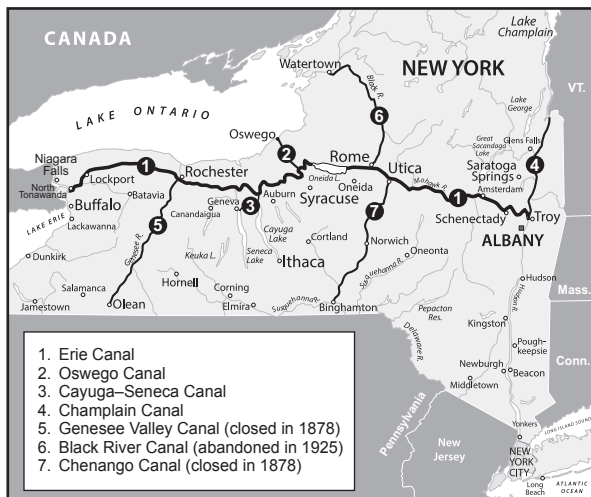 CANADA
Lake
Champlain
VT.
Watertown
Black R.
NEW YORK
LAKE ONTARIO
6
Lake
George
Oswego
2
Great
Sacandaga
Lake
Glens Falls
4
Niagara
Falls
1
Rochester
Rome
Utica
Saratoga
Springs
North
Tonawanda
Lockport
Oneida L.
Mohawk R.
1
Amsterdam
Batavia
Geneva
3
Auburn
Syracuse
Oneida
Buffalo
Canandaigua
7
Schenectady
Troy
LAKE ERIE
Lackawanna
5
Genesee R.
Cayuga
Lake
Cortland
Norwich
ALBANY
Keuka L.
Seneca
Lake
Oneonta
Dunkirk
Ithaca
Susquehanna R.
Hornell
Hudson
Mass.
Salamanca
Corning
Hudson R.
Jamestown
Olean
Elmira
Susquehanna R.
Binghamton
Pepacton
Res.
Kingston
Delaware R.
Pough-
keepsie
Conn.
Newburgh
Beacon
Middletown
1. Erie Canal
2. Oswego Canal
3. Cayuga–Seneca Canal
4. Champlain Canal
5. Genesee Valley Canal (closed in 1878)
6. Black River Canal (abandoned in 1925)
7. Chenango Canal (closed in 1878)
Pennsylvania
New
Jersey
Yonkers
LONG ISLAND SOUND
NEW
YORK
CITY
Long
Beach
ATLANTIC
OCEAN